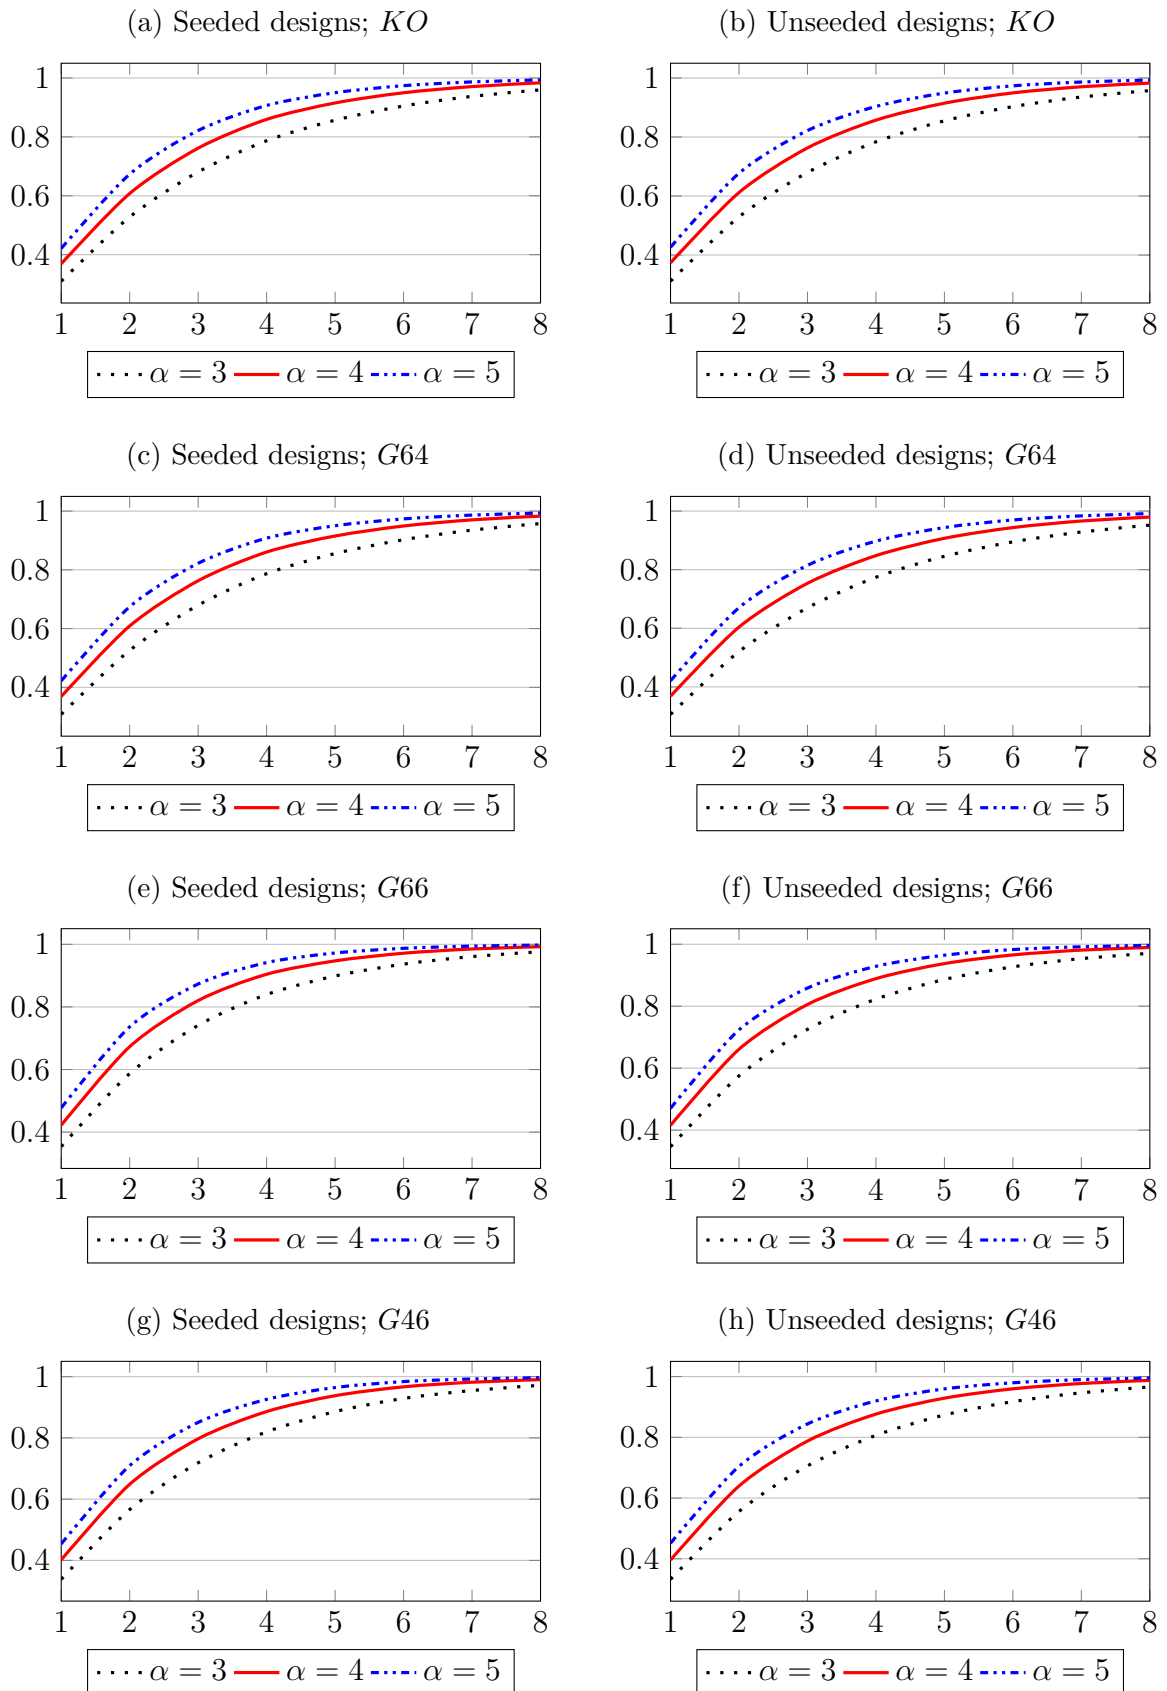 (a) Seeded designs; KO
(b) Unseeded designs; KO
1
0.8
0.6
0.4
1 2 3 4 5 6 7 8
α = 3 α = 4 α = 5
1
0.8
0.6
0.4
1 2 3 4 5 6 7 8
α = 3 α = 4 α = 5
(c) Seeded designs; G64
(d) Unseeded designs; G64
1
0.8
0.6
0.4
1 2 3 4 5 6 7 8
α = 3 α = 4 α = 5
1
0.8
0.6
0.4
1 2 3 4 5 6 7 8
α = 3 α = 4 α = 5
(e) Seeded designs; G66
(f) Unseeded designs; G66
1
0.8
0.6
0.4
1 2 3 4 5 6 7 8
α = 3 α = 4 α = 5
1
0.8
0.6
0.4
1 2 3 4 5 6 7 8
α = 3 α = 4 α = 5
(g) Seeded designs; G46
(h) Unseeded designs; G46
1
0.8
0.6
0.4
1 2 3 4 5 6 7 8
α = 3 α = 4 α = 5
1
0.8
0.6
0.4
1 2 3 4 5 6 7 8
α = 3 α = 4 α = 5